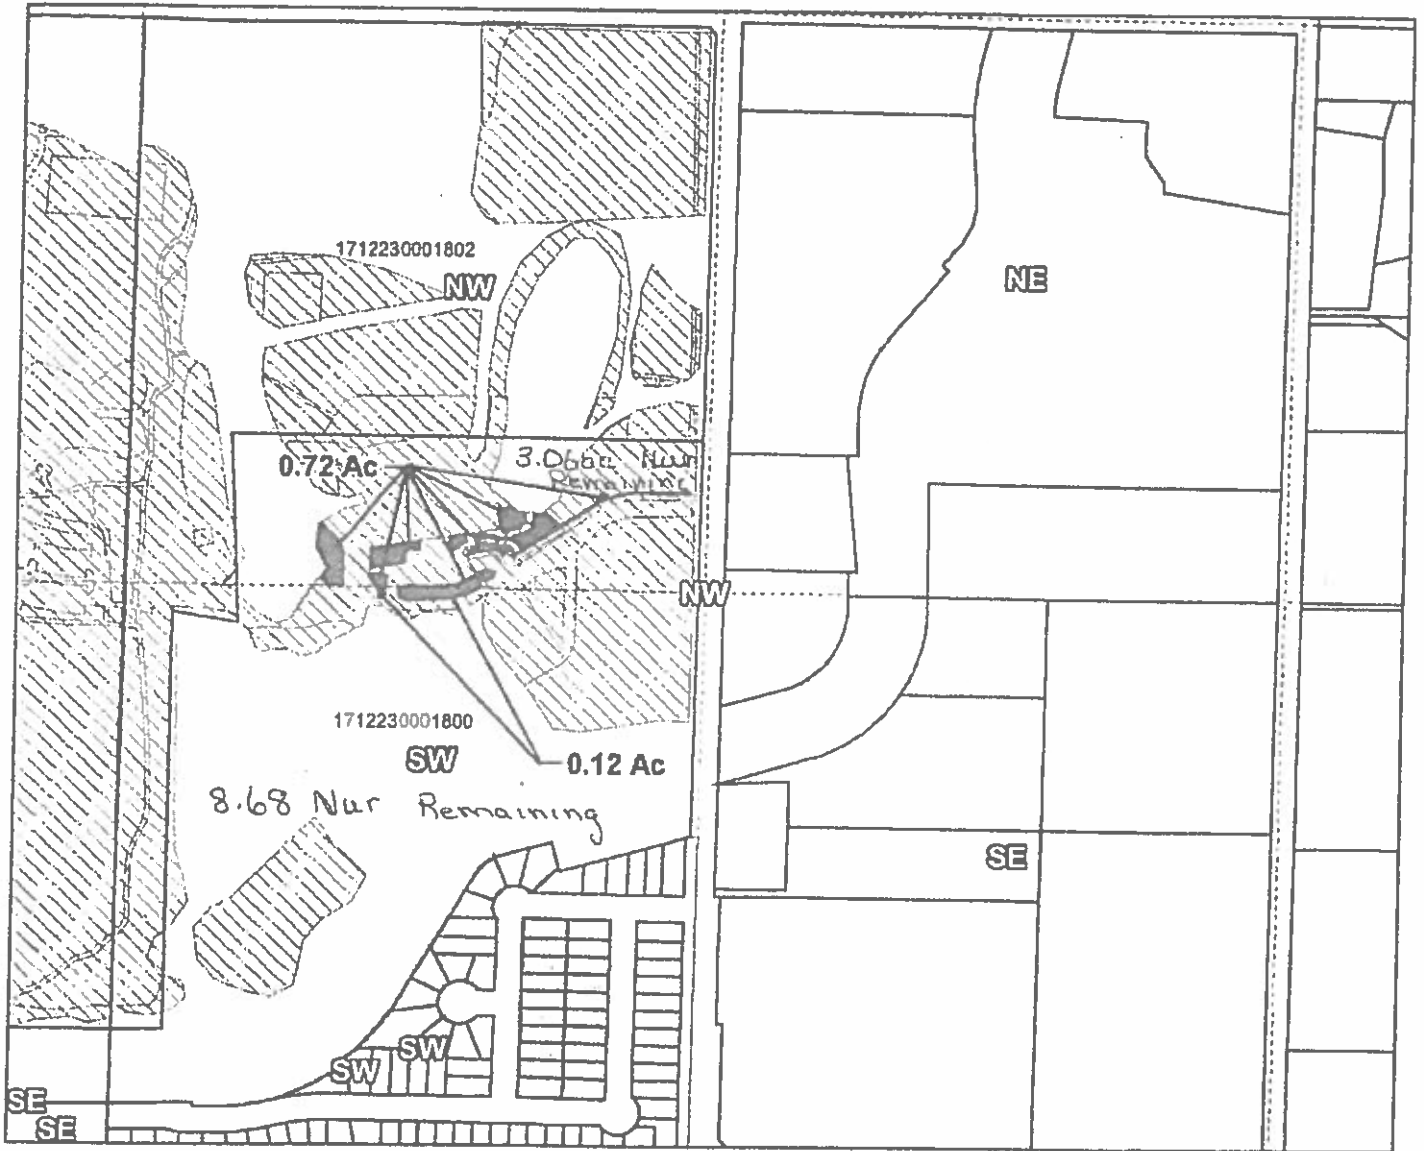 1712230001802
NW
NE
0.72 Ac
3.06ac Nur
Remaining
NW
1712230001800
SW
0.12 Ac
8.68 Nur Remaining
SE
SW
SW
SE
SE